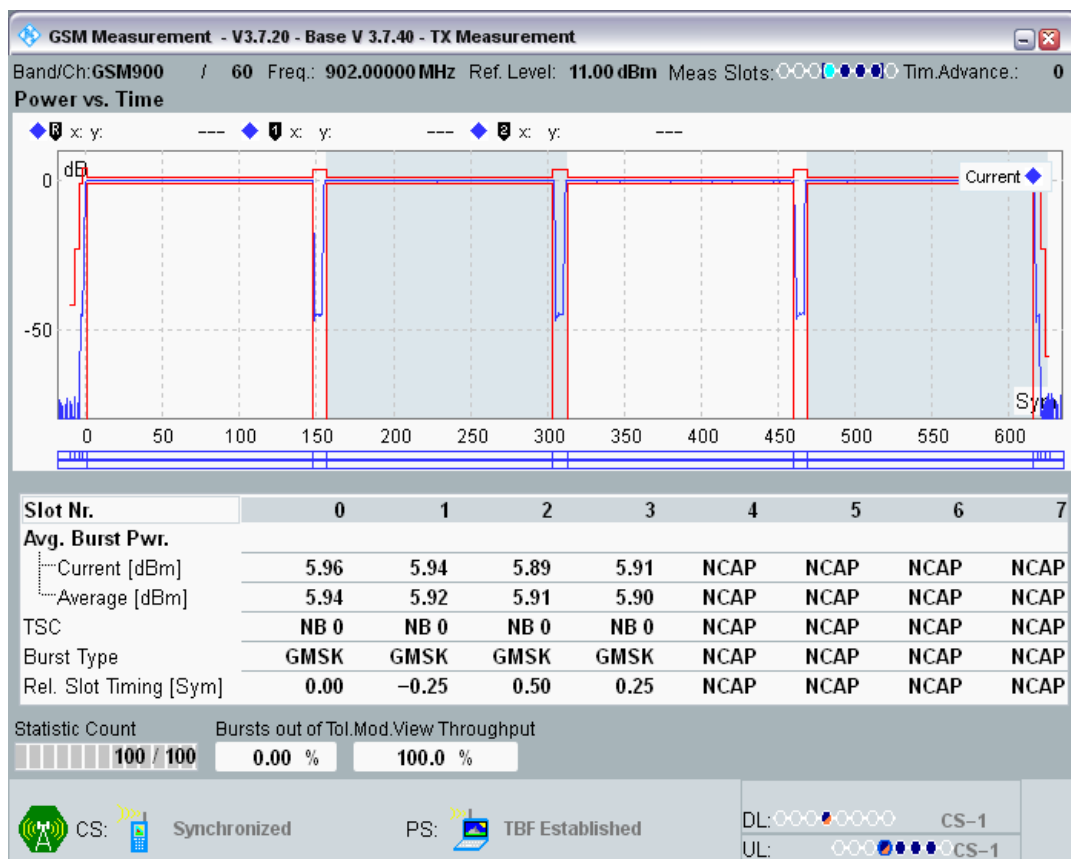 GSM Measurement - V3.7.20 - Base V 3.7.40 - TX Measurement
Band/Ch:GSM900 / 60 Freq.: 902.00000 MHz Ref. Level: 11.00 dBm Meas Slots: Tim.Advance.: 0
Power vs. Time
R x: y: --- 1 x: y: --- 2 x: y: ---
dB
Current
0
-50
Sym
0 50 100 150 200 250 300 350 400 450 500 550 600
Slot Nr. 0 1 2 3 4 5 6 7
Avg. Burst Pwr.
Current [dBm] 5.96 5.94 5.89 5.91 NCAP NCAP NCAP NCAP
Average [dBm] 5.94 5.92 5.91 5.90 NCAP NCAP NCAP NCAP
TSC NB 0 NB 0 NB 0 NB 0 NCAP NCAP NCAP NCAP
Burst Type GMSK GMSK GMSK GMSK NCAP NCAP NCAP NCAP
Rel. Slot Timing [Sym] 0.00 −0.25 0.50 0.25 NCAP NCAP NCAP NCAP
Statistic Count Bursts out of Tol.Mod.View Throughput
100 / 100 0.00 % 100.0 %
CS: Synchronized PS: TBF Established
DL: CS−1
UL: CS−1